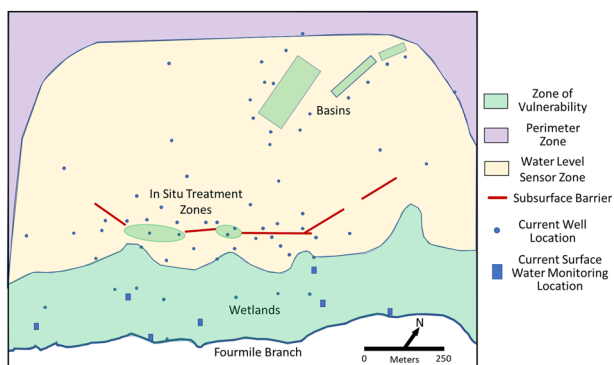 Basins
In Situ Treatment
Zones
Wetlands
Fourmile Branch
N
0
Meters
250
Zone of
Vulnerability
Perimeter
Zone
Water Level
Sensor Zone
Subsurface Barrier
Current Well
Location
Current Surface
Water Monitoring
Location